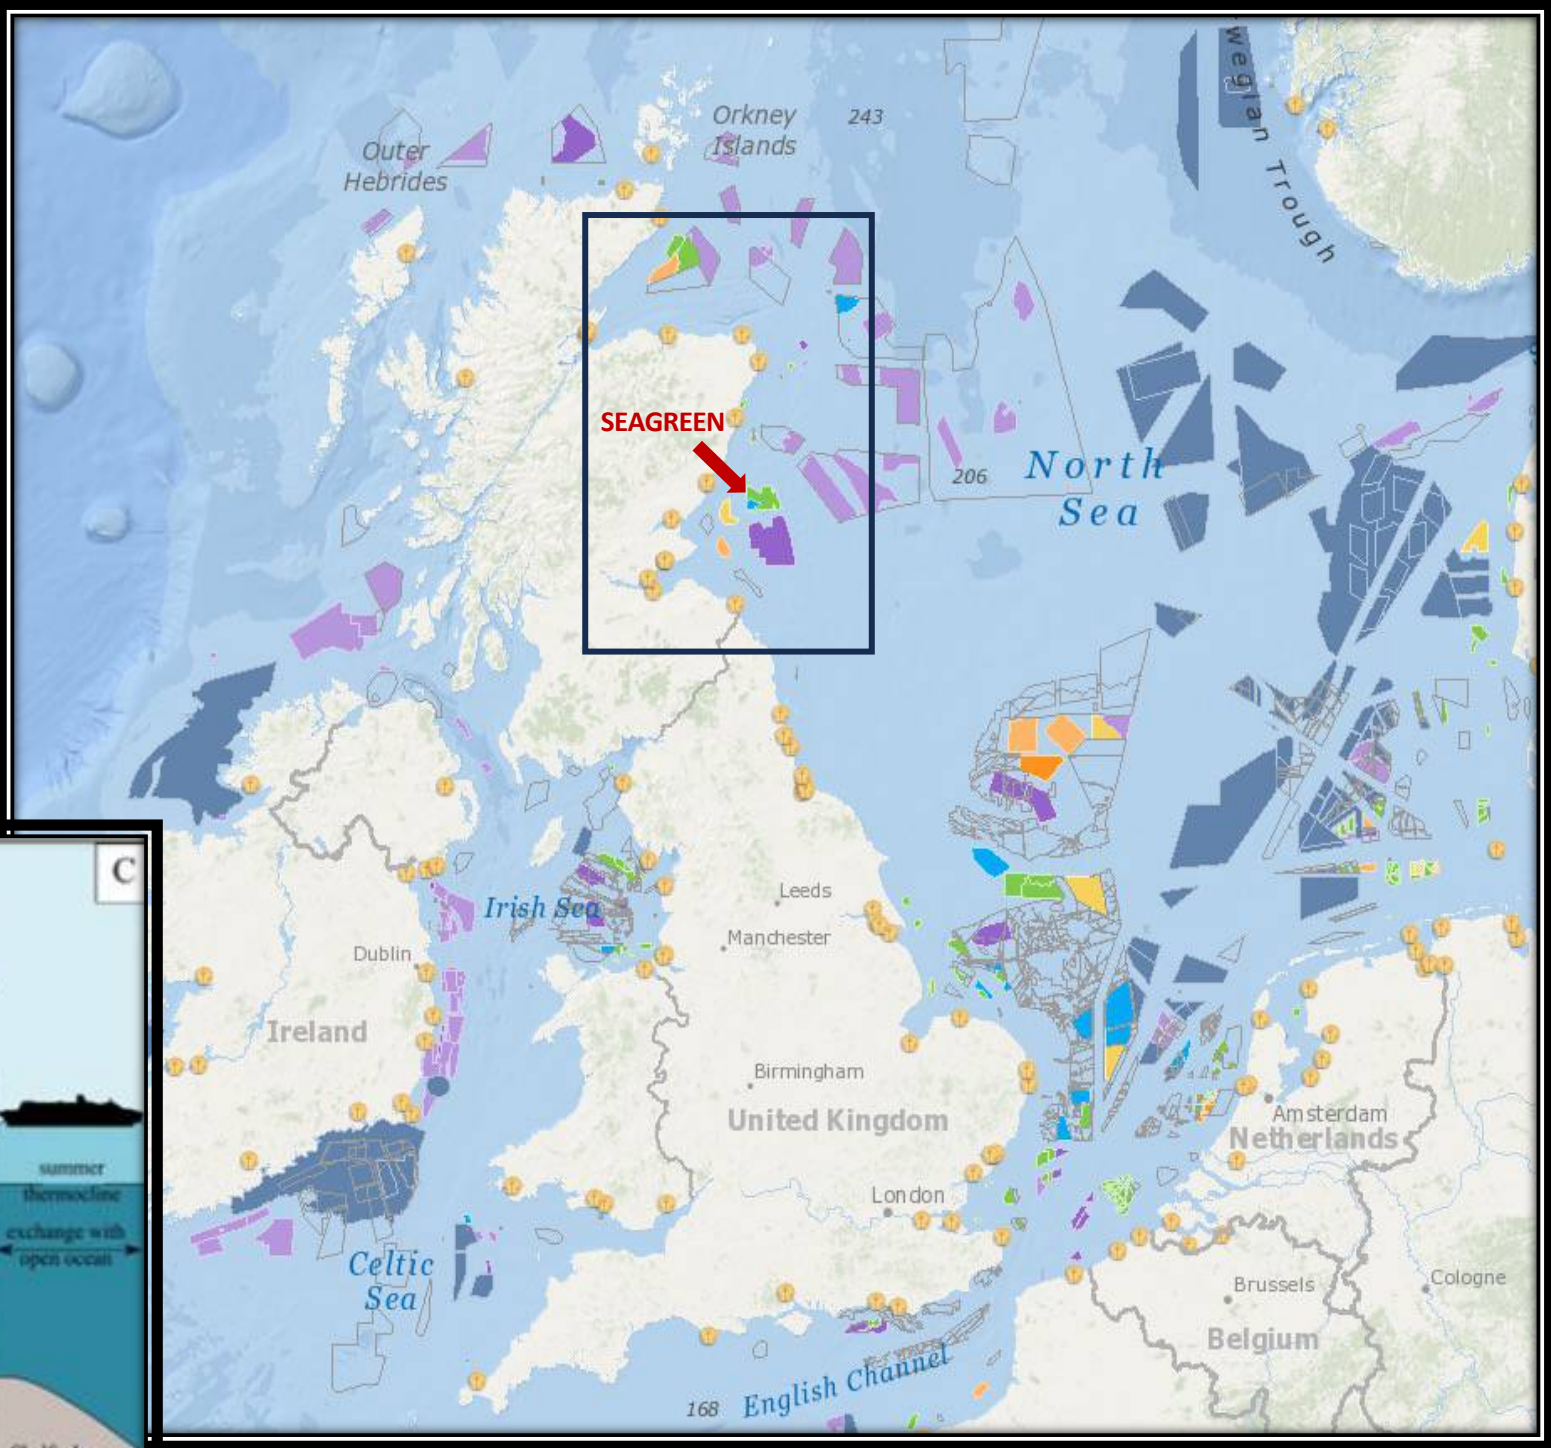 wegian Trough
Orkney
Islands
243
Outer
Hebrides
SEAGREEN
North
Sea
206
C
summer
thermocline
exchange with
open ocean
Irish Sea
Leeds
Manchester
Dublin
Ireland
Birmingham
United Kingdom
Amsterdam
Netherlands
London
Celtic
Sea
Brussels
Cologne
Belgium
English Channel
168